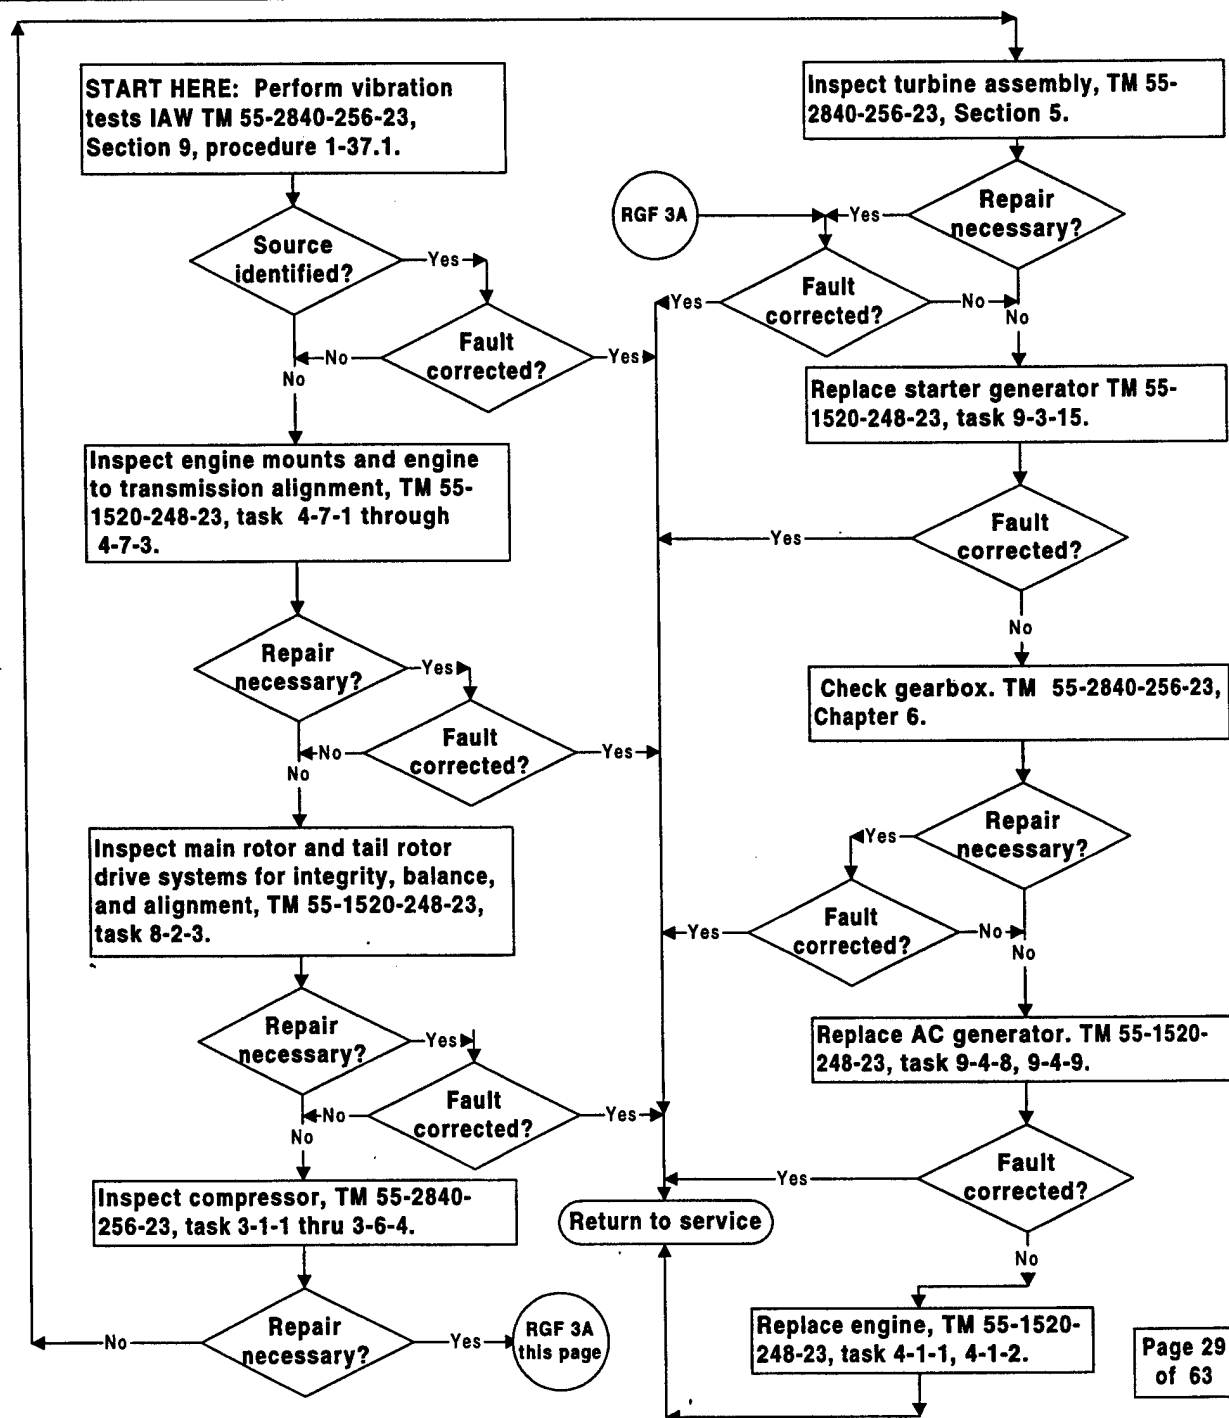 START HERE: Perform vibration
tests IAW TM 55-2840-256-23,
Section 9, procedure 1-37.1.
Source
identified?
Yes
Fault
corrected?
No
Yes
No
Inspect engine mounts and engine
to transmission alignment, TM 55-
1520-248-23, task 4-7-1 through
4-7-3.
Repair
necessary?
Yes
Fault
corrected?
No
Yes
No
Inspect main rotor and tail rotor
drive systems for integrity, balance,
and alignment, TM 55-1520-248-23,
task 8-2-3.
Repair
necessary?
Yes
Fault
corrected?
No
Yes
No
Inspect compressor, TM 55-2840-
256-23, task 3-1-1 thru 3-6-4.
Repair
necessary?
No
Yes
RGF 3A
this page
Inspect turbine assembly, TM 55-
2840-256-23, Section 5.
Repair
necessary?
Yes
RGF 3A
Fault
corrected?
Yes
No
No
Replace starter generator TM 55-
1520-248-23, task 9-3-15.
Fault
corrected?
Yes
No
Check gearbox. TM 55-2840-256-23,
Chapter 6.
Repair
necessary?
Yes
Fault
corrected?
Yes
No
No
Replace AC generator. TM 55-1520-
248-23, task 9-4-8, 9-4-9.
Fault
corrected?
Yes
No
Return to service
Replace engine, TM 55-1520-
248-23, task 4-1-1, 4-1-2.
Page 29
of 63